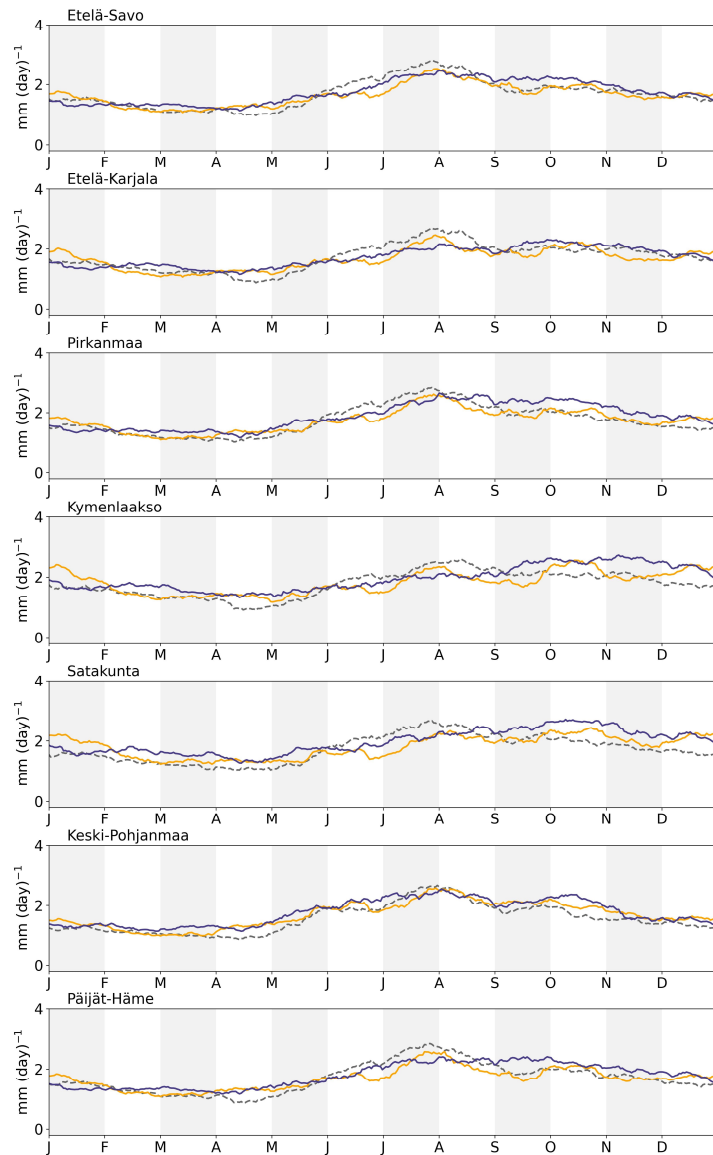 Etelä-Savo
4
mm (day)⁻¹
2
0
J F M A M J J A S O N D
Etelä-Karjala
4
mm (day)⁻¹
2
0
J F M A M J J A S O N D
Pirkanmaa
4
mm (day)⁻¹
2
0
J F M A M J J A S O N D
Kymenlaakso
4
mm (day)⁻¹
2
0
J F M A M J J A S O N D
Satakunta
4
mm (day)⁻¹
2
0
J F M A M J J A S O N D
Keski-Pohjanmaa
4
mm (day)⁻¹
2
0
J F M A M J J A S O N D
Päijät-Häme
4
mm (day)⁻¹
2
0
J F M A M J J A S O N D